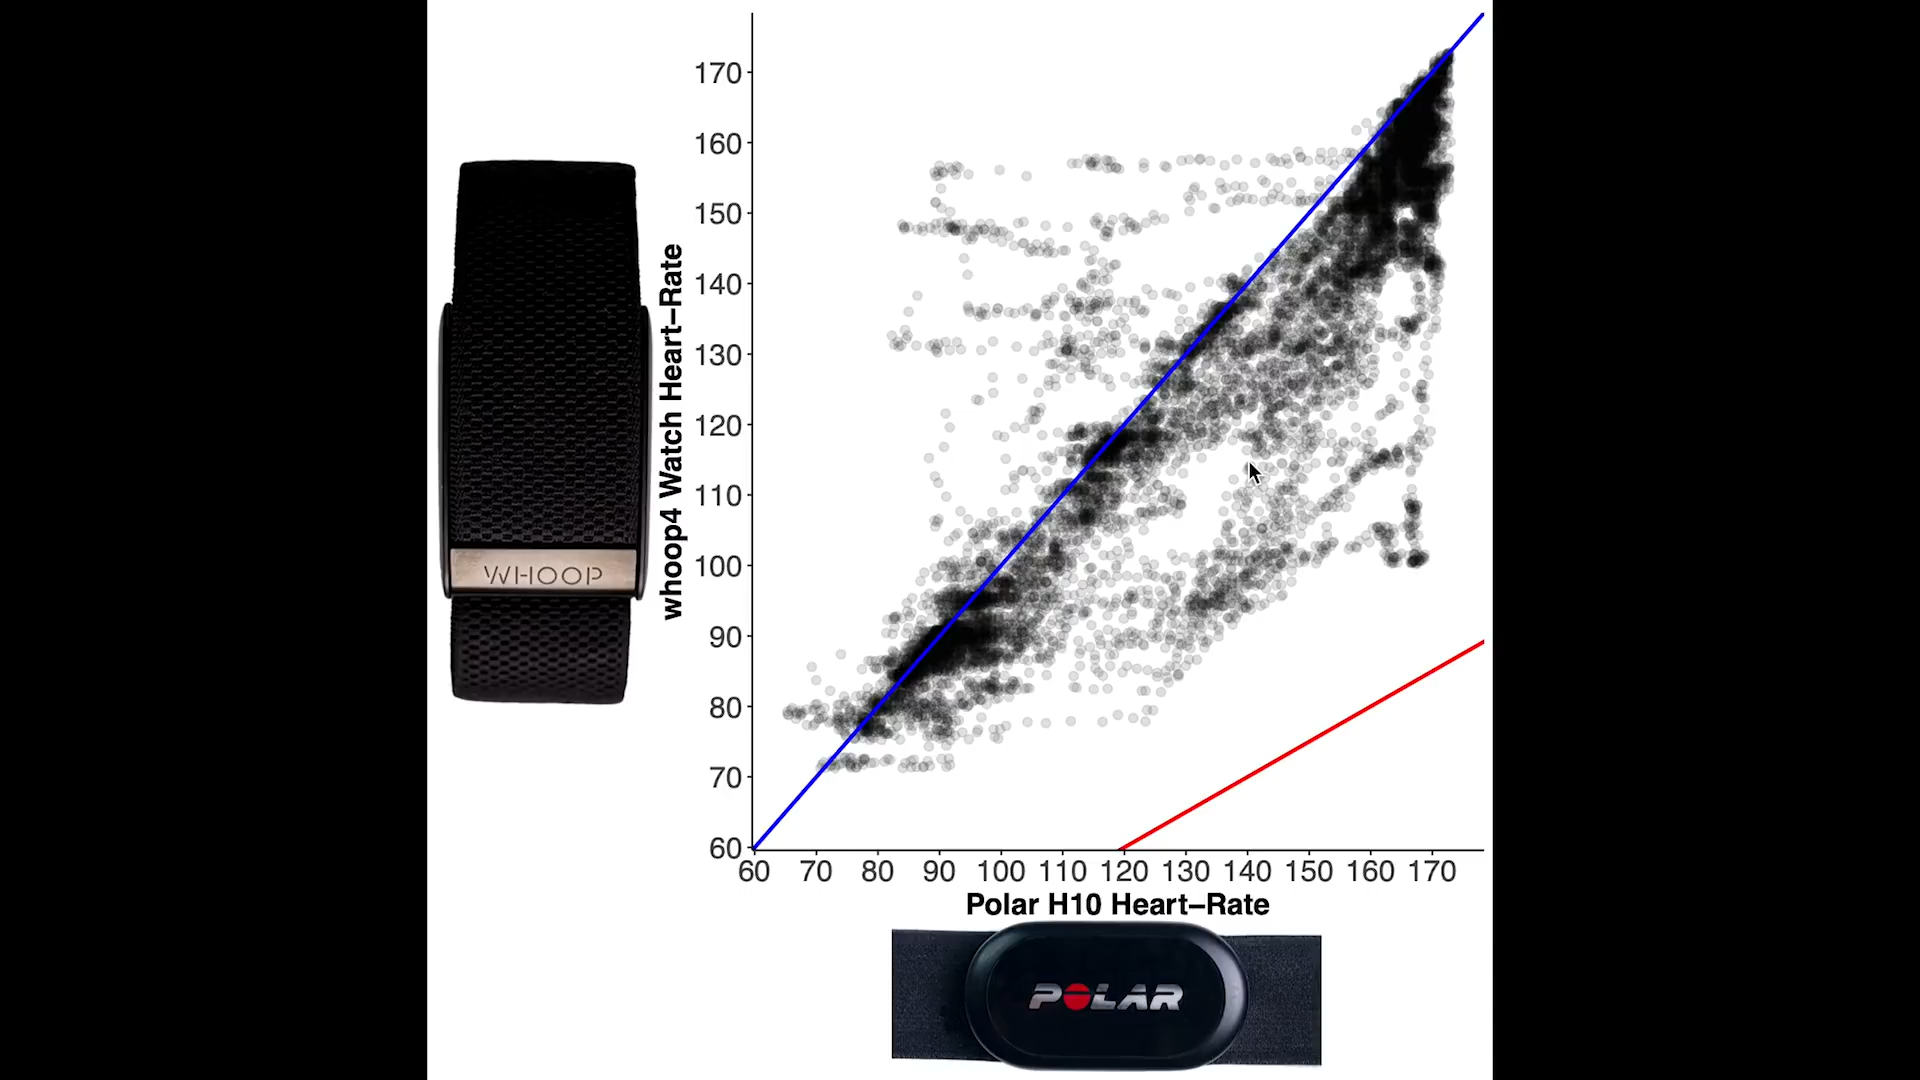 170
160
150
140
130
120
110
100
90
80
70
60
whoop4 Watch Heart–Rate
WHOOP
60 70 80 90 100 110 120 130 140 150 160 170
Polar H10 Heart–Rate
POLAR